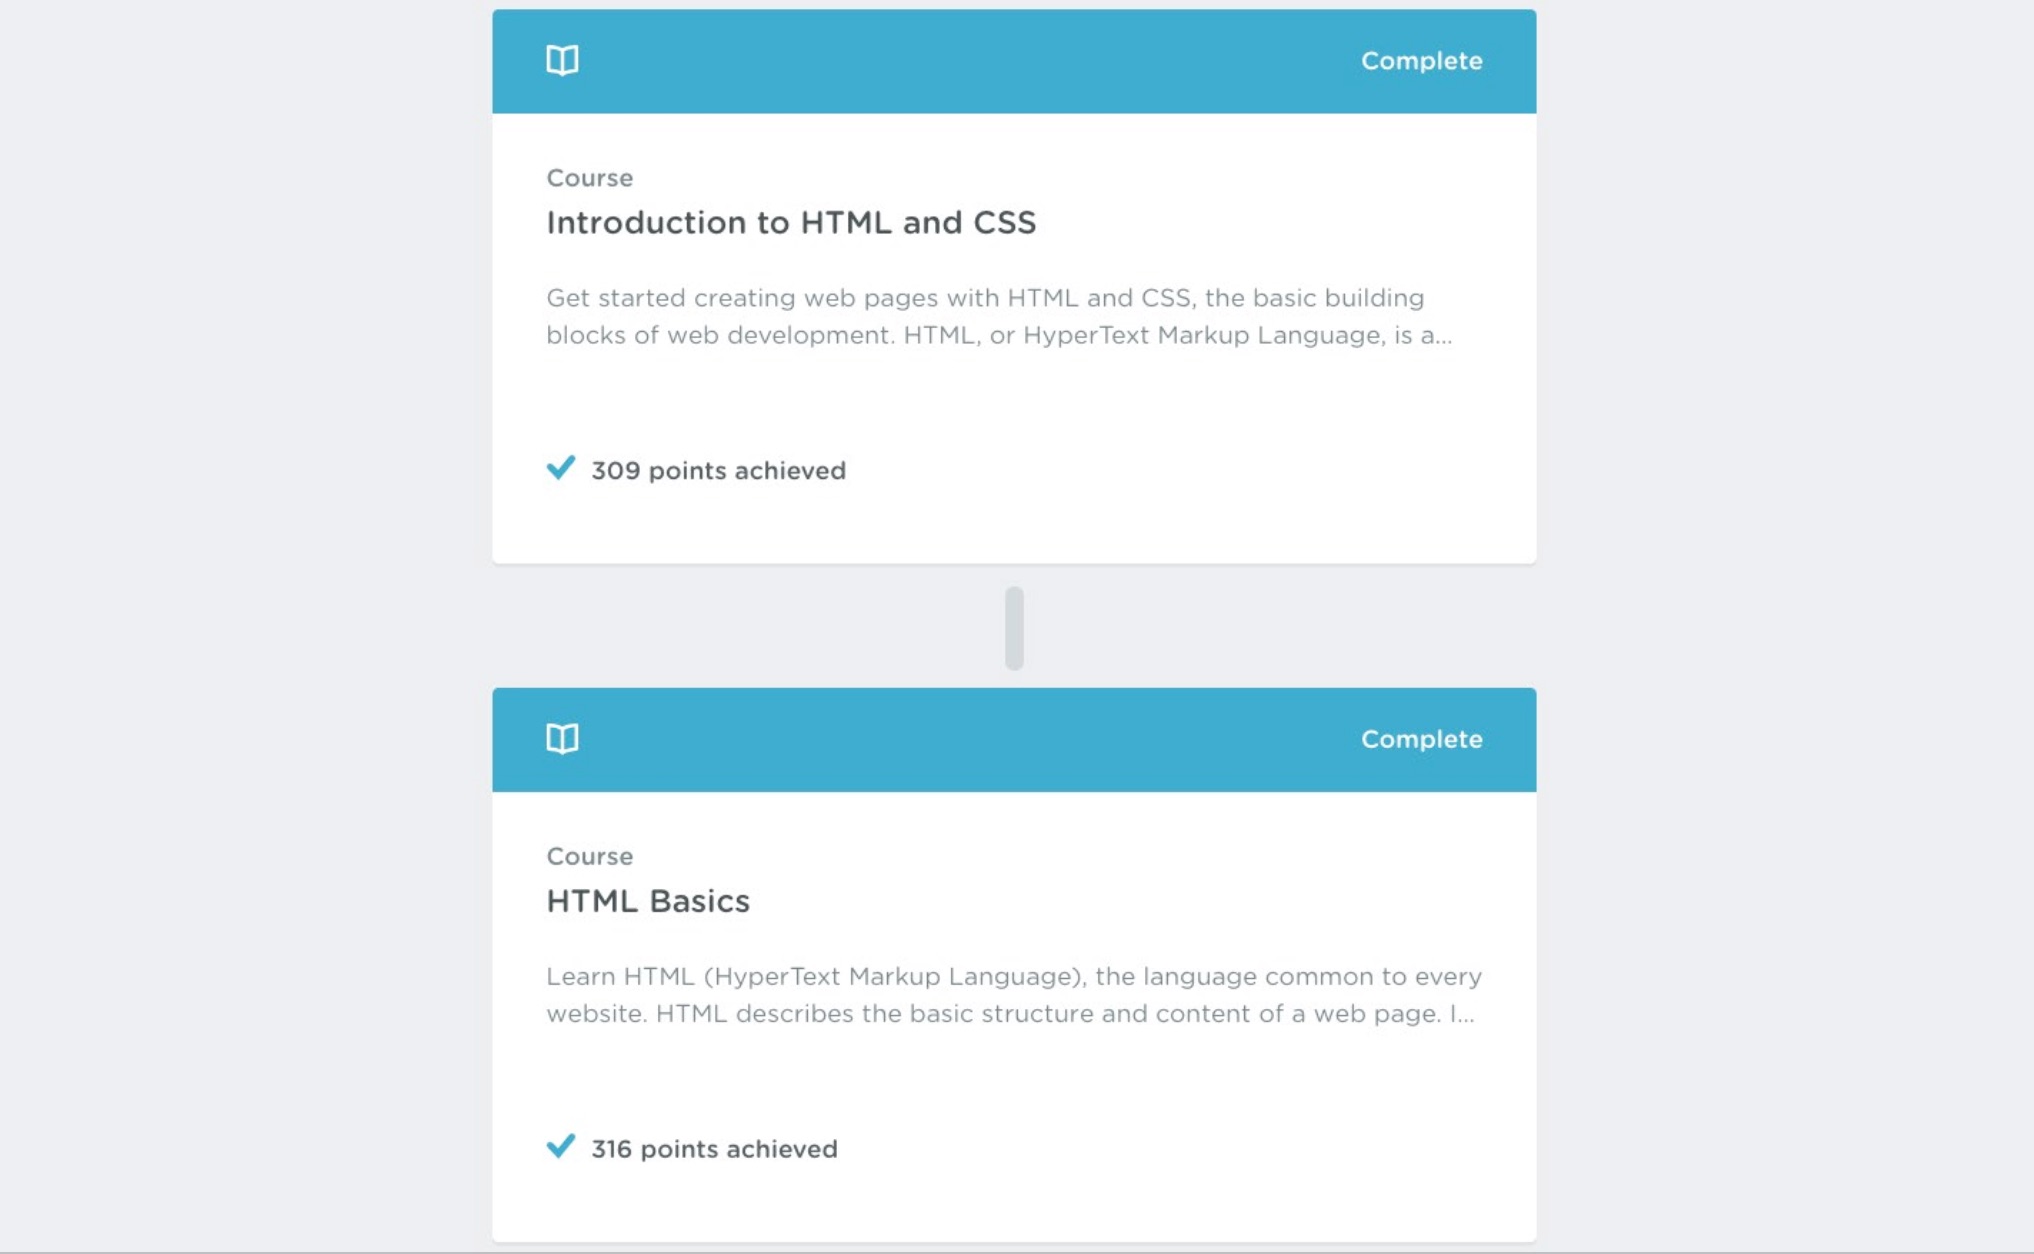 Complete
Course
Introduction to HTML and CSS
Get started creating web pages with HTML and CSS, the basic building
blocks of web development. HTML, or HyperText Markup Language, is a...
309 points achieved
Complete
Course
HTML Basics
Learn HTML (HyperText Markup Language), the language common to every
website. HTML describes the basic structure and content of a web page. I...
316 points achieved